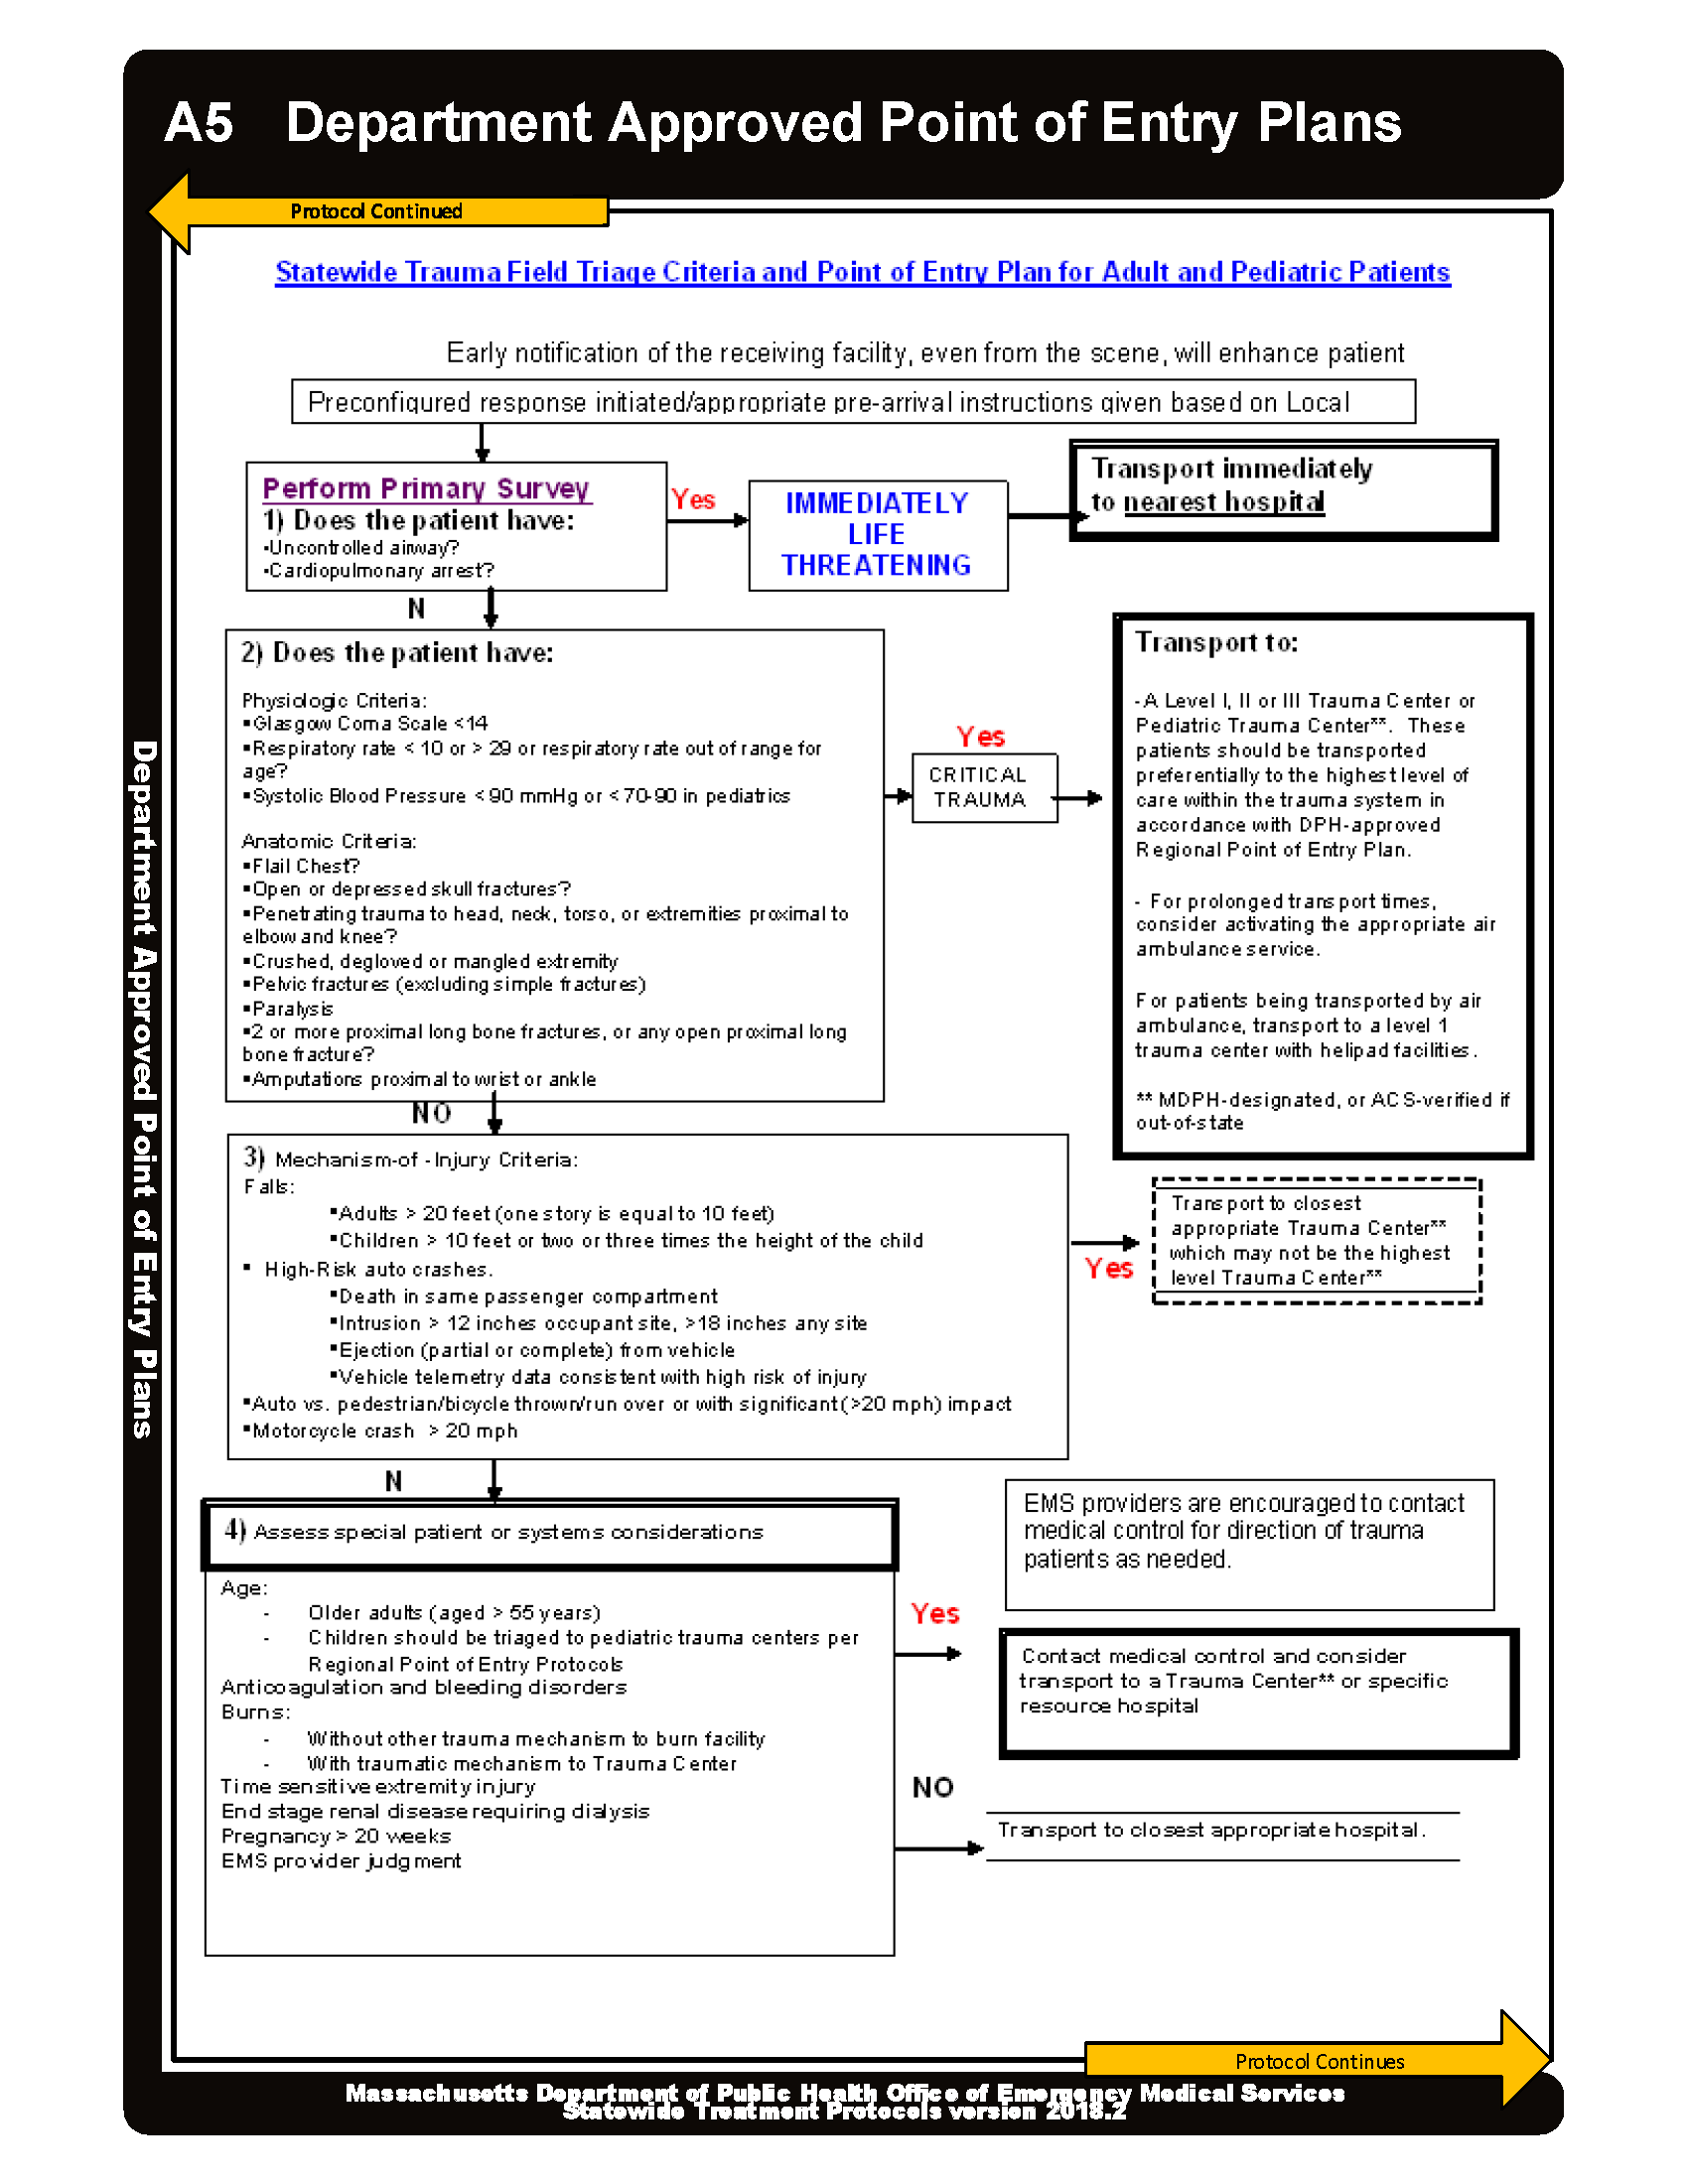 A5 Department Approved Point of Entry Plans
Protocol Continued
Statewide Trauma Field Triage Criteria and Point of Entry Plan for Adult and Pediatric Patients
Early notification of the receiving facility, even from the scene, will enhance patient
Preconfigured response initiated/appropriate pre-arrival instructions given based on Local
Perform Primary Survey
1) Does the patient have:
•Uncontrolled airway?
•Cardiopulmonary arrest?
Yes
IMMEDIATELY
LIFE
THREATENING
Transport immediately
to nearest hospital
N
2) Does the patient have:
Physiologic Criteria:
▪Glasgow Coma Scale <14
▪Respiratory rate < 10 or > 29 or respiratory rate out of range for
age?
▪Systolic Blood Pressure < 90 mmHg or < 70-90 in pediatrics
Anatomic Criteria:
▪Flail Chest?
▪Open or depressed skull fractures?
▪Penetrating trauma to head, neck, torso, or extremities proximal to
elbow and knee?
▪Crushed, degloved or mangled extremity
▪Pelvic fractures (excluding simple fractures)
▪Paralysis
▪2 or more proximal long bone fractures, or any open proximal long
bone fracture?
▪Amputations proximal to wrist or ankle
Yes
CRITICAL
TRAUMA
Transport to:
-A Level I, II or III Trauma Center or
Pediatric Trauma Center**. These
patients should be transported
preferentially to the highest level of
care within the trauma system in
accordance with DPH-approved
Regional Point of Entry Plan.
- For prolonged transport times,
consider activating the appropriate air
ambulance service.
For patients being transported by air
ambulance, transport to a level 1
trauma center with helipad facilities.
** MDPH-designated, or ACS-verified if
out-of-state
NO
3) Mechanism-of -Injury Criteria:
Falls:
▪Adults > 20 feet (one story is equal to 10 feet)
▪Children > 10 feet or two or three times the height of the child
▪ High-Risk auto crashes.
▪Death in same passenger compartment
▪Intrusion > 12 inches occupant site, >18 inches any site
▪Ejection (partial or complete) from vehicle
▪Vehicle telemetry data consistent with high risk of injury
▪Auto vs. pedestrian/bicycle thrown/run over or with significant (>20 mph) impact
▪Motorcycle crash > 20 mph
Yes
Transport to closest
appropriate Trauma Center**
which may not be the highest
level Trauma Center**
N
4) Assess special patient or systems considerations
Age:
- Older adults (aged > 55 years)
- Children should be triaged to pediatric trauma centers per
Regional Point of Entry Protocols
Anticoagulation and bleeding disorders
Burns:
- Without other trauma mechanism to burn facility
- With traumatic mechanism to Trauma Center
Time sensitive extremity injury
End stage renal disease requiring dialysis
Pregnancy > 20 weeks
EMS provider judgment
EMS providers are encouraged to contact
medical control for direction of trauma
patients as needed.
Yes
Contact medical control and consider
transport to a Trauma Center** or specific
resource hospital
NO
Transport to closest appropriate hospital.
Department Approved Point of Entry Plans
Protocol Continues
Massachusetts Department of Public Health Office of Emergency Medical Services
Statewide Treatment Protocols version 2018.2